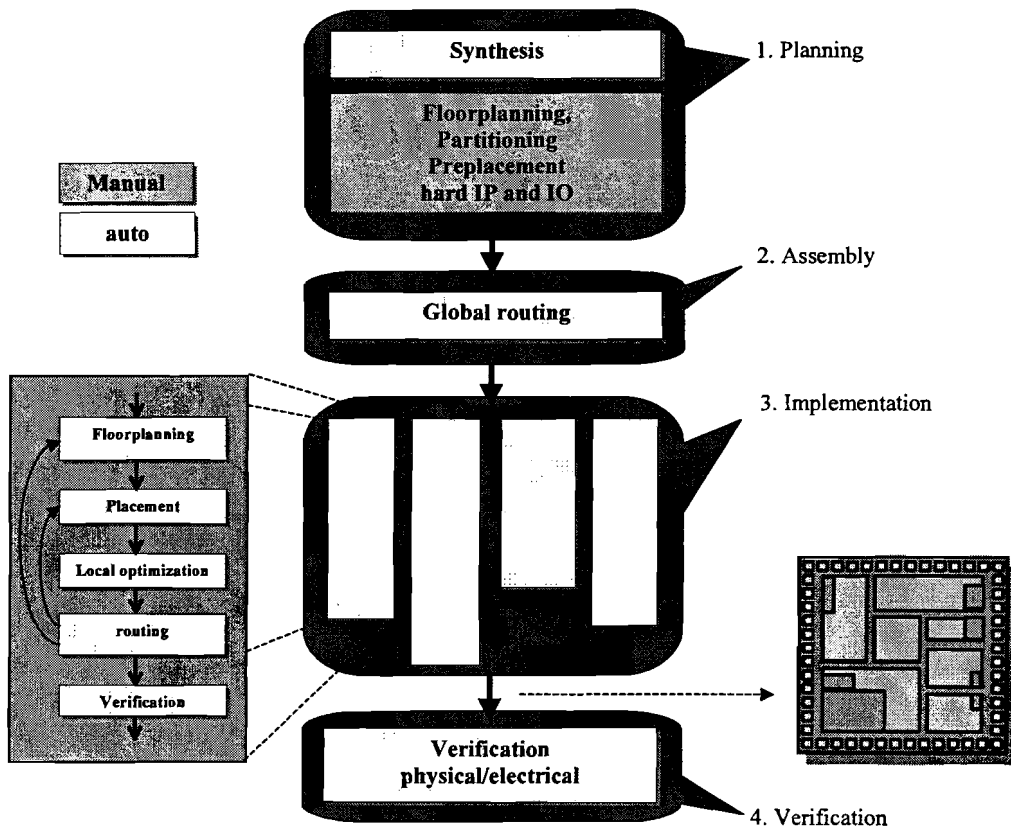 Synthesis
1. Planning
Floorplanning,
Partitioning
Preplacement
hard IP and IO
Manual
auto
2. Assembly
Global routing
3. Implementation
Floorplanning
Placement
Local optimization
routing
Verification
Verification
physical/electrical
4. Verification